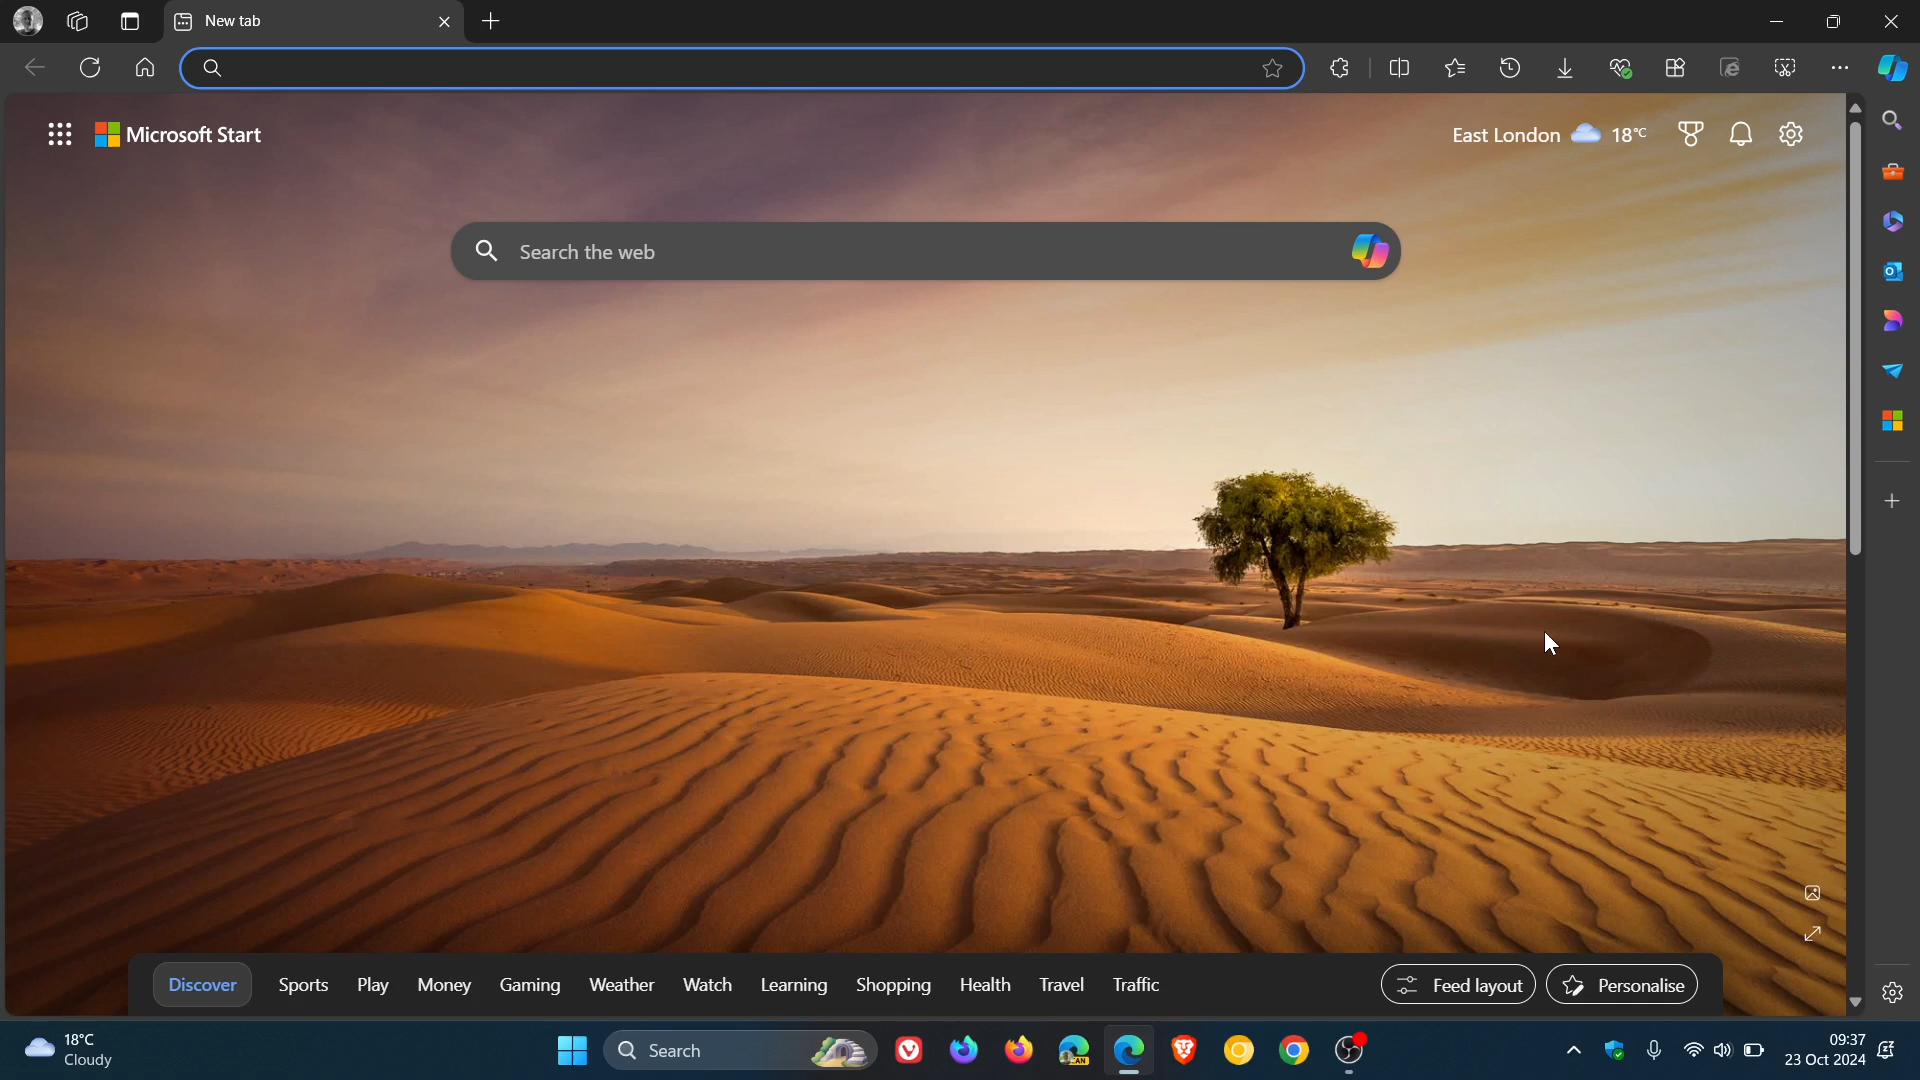 New tab
Microsoft Start
East London 18°C
Search the web
Discover Sports Play Money Gaming Weather Watch Learning Shopping Health Travel Traffic Feed layout Personalise
18°C
Cloudy
Search
CAN
09:37
23 Oct 2024